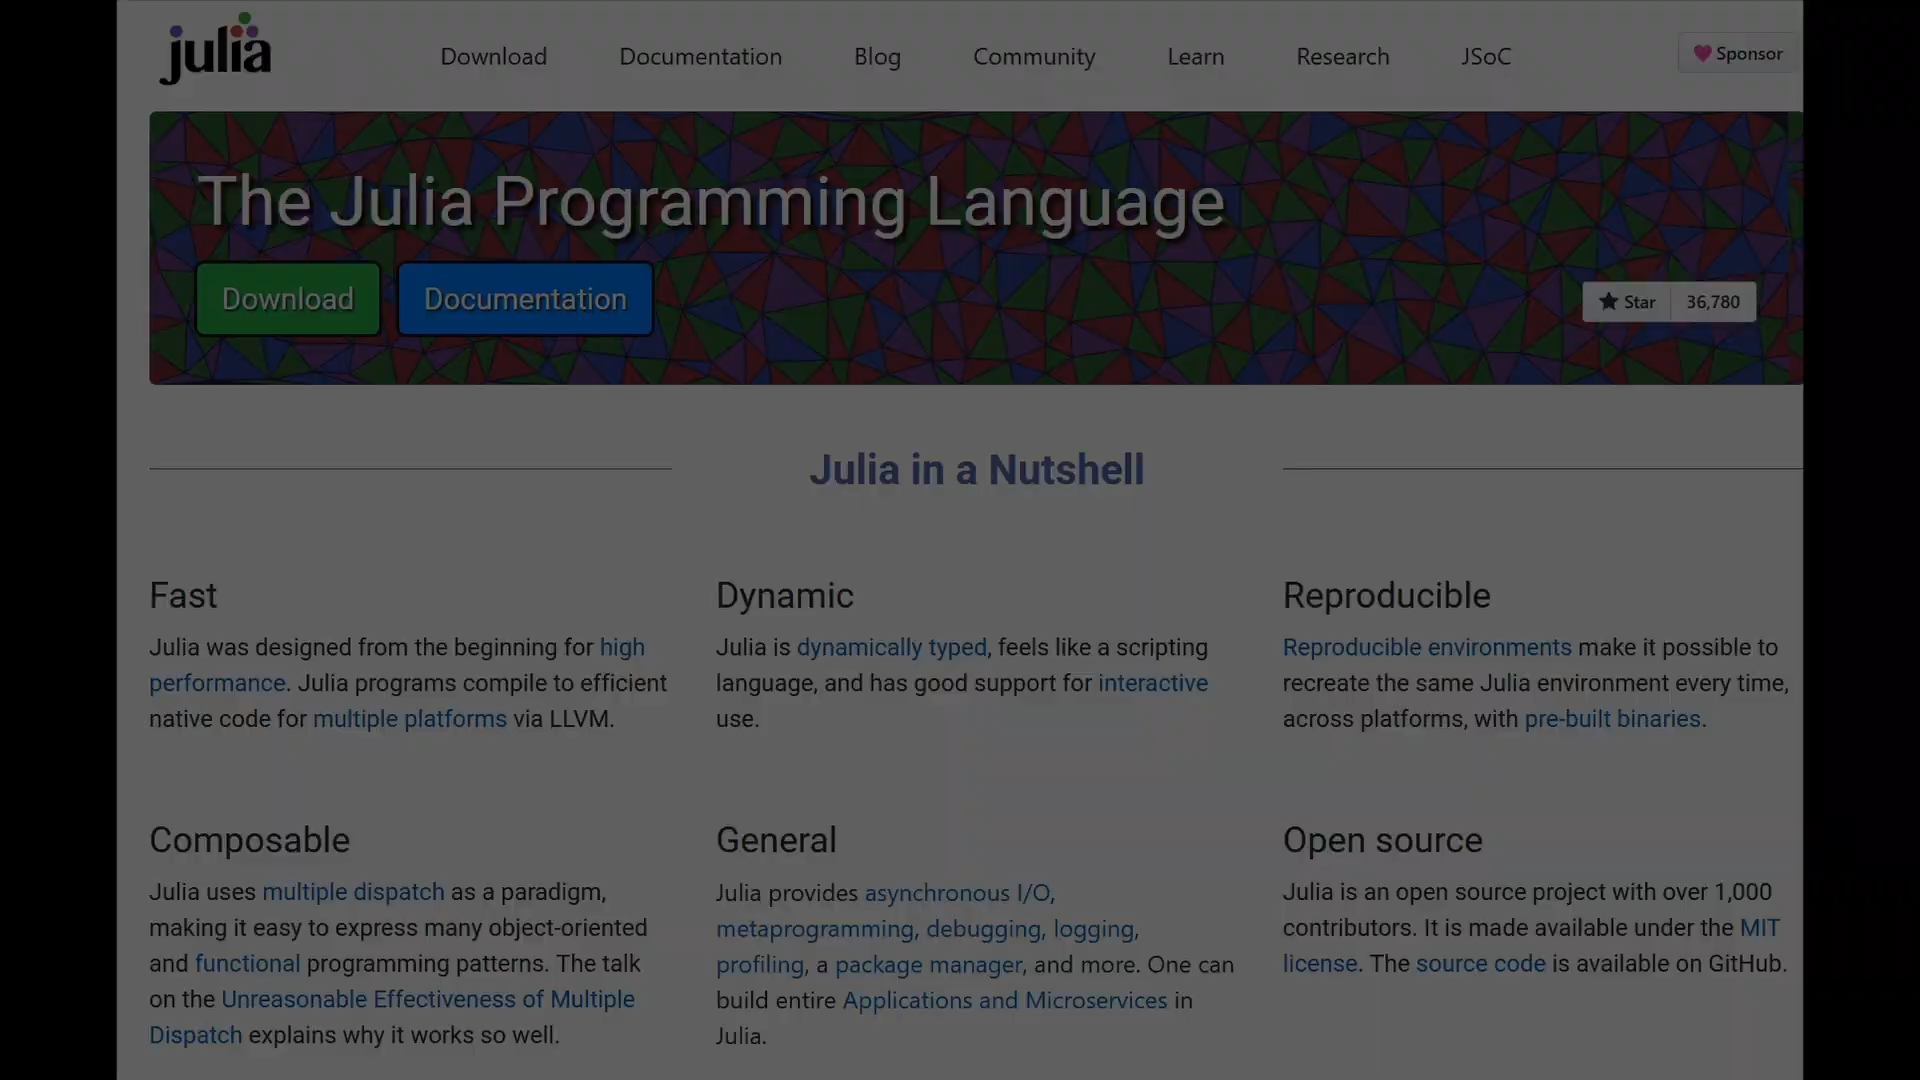 julia
Download
Documentation
Blog
Community
Learn
Research
JSoC
Sponsor
The Julia Programming Language
Download
Documentation
Star
36,780
Julia in a Nutshell
Fast
Julia was designed from the beginning for high
performance. Julia programs compile to efficient
native code for multiple platforms via LLVM.
Dynamic
Julia is dynamically typed, feels like a scripting
language, and has good support for interactive
use.
Reproducible
Reproducible environments make it possible to
recreate the same Julia environment every time,
across platforms, with pre-built binaries.
Composable
Julia uses multiple dispatch as a paradigm,
making it easy to express many object-oriented
and functional programming patterns. The talk
on the Unreasonable Effectiveness of Multiple
Dispatch explains why it works so well.
General
Julia provides asynchronous I/O,
metaprogramming, debugging, logging,
profiling, a package manager, and more. One can
build entire Applications and Microservices in
Julia.
Open source
Julia is an open source project with over 1,000
contributors. It is made available under the MIT
license. The source code is available on GitHub.